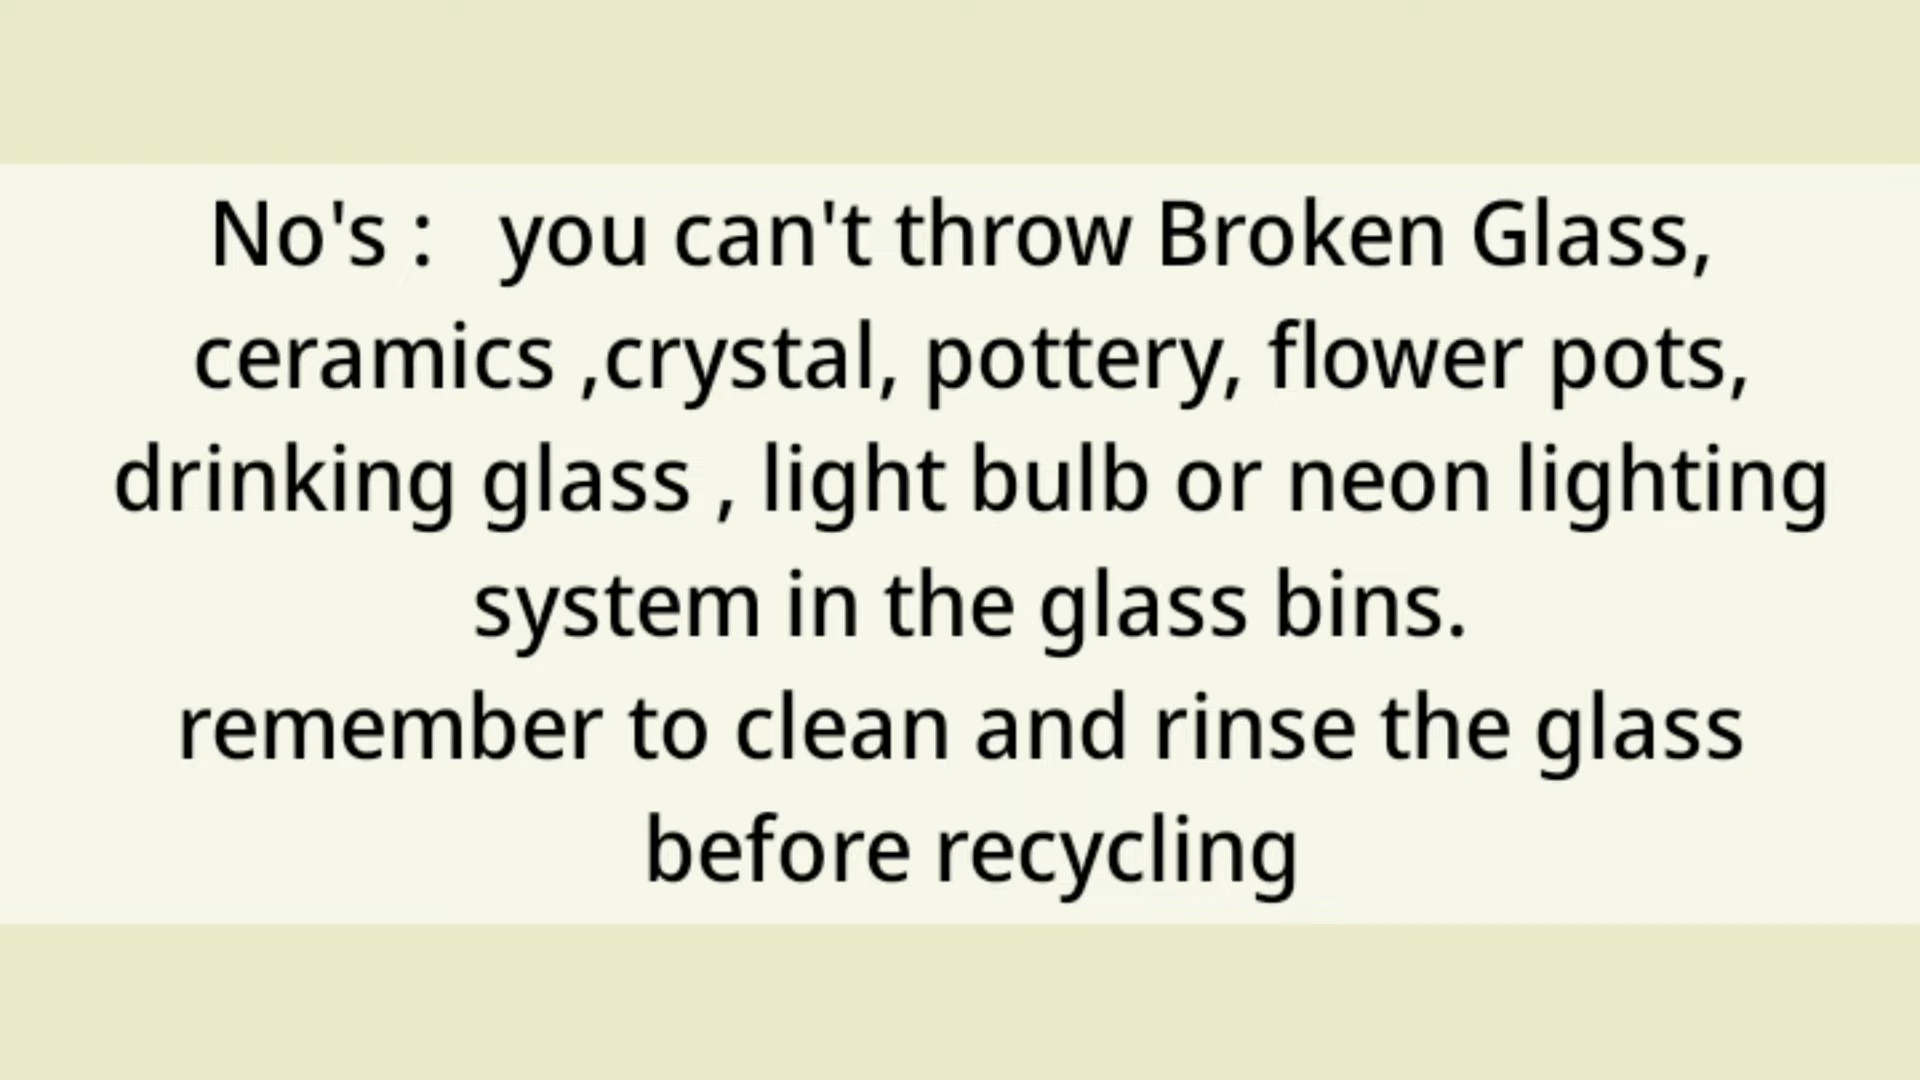 No's :   you can't throw Broken Glass,
ceramics ,crystal, pottery, flower pots,
drinking glass , light bulb or neon lighting
system in the glass bins.
remember to clean and rinse the glass
before recycling